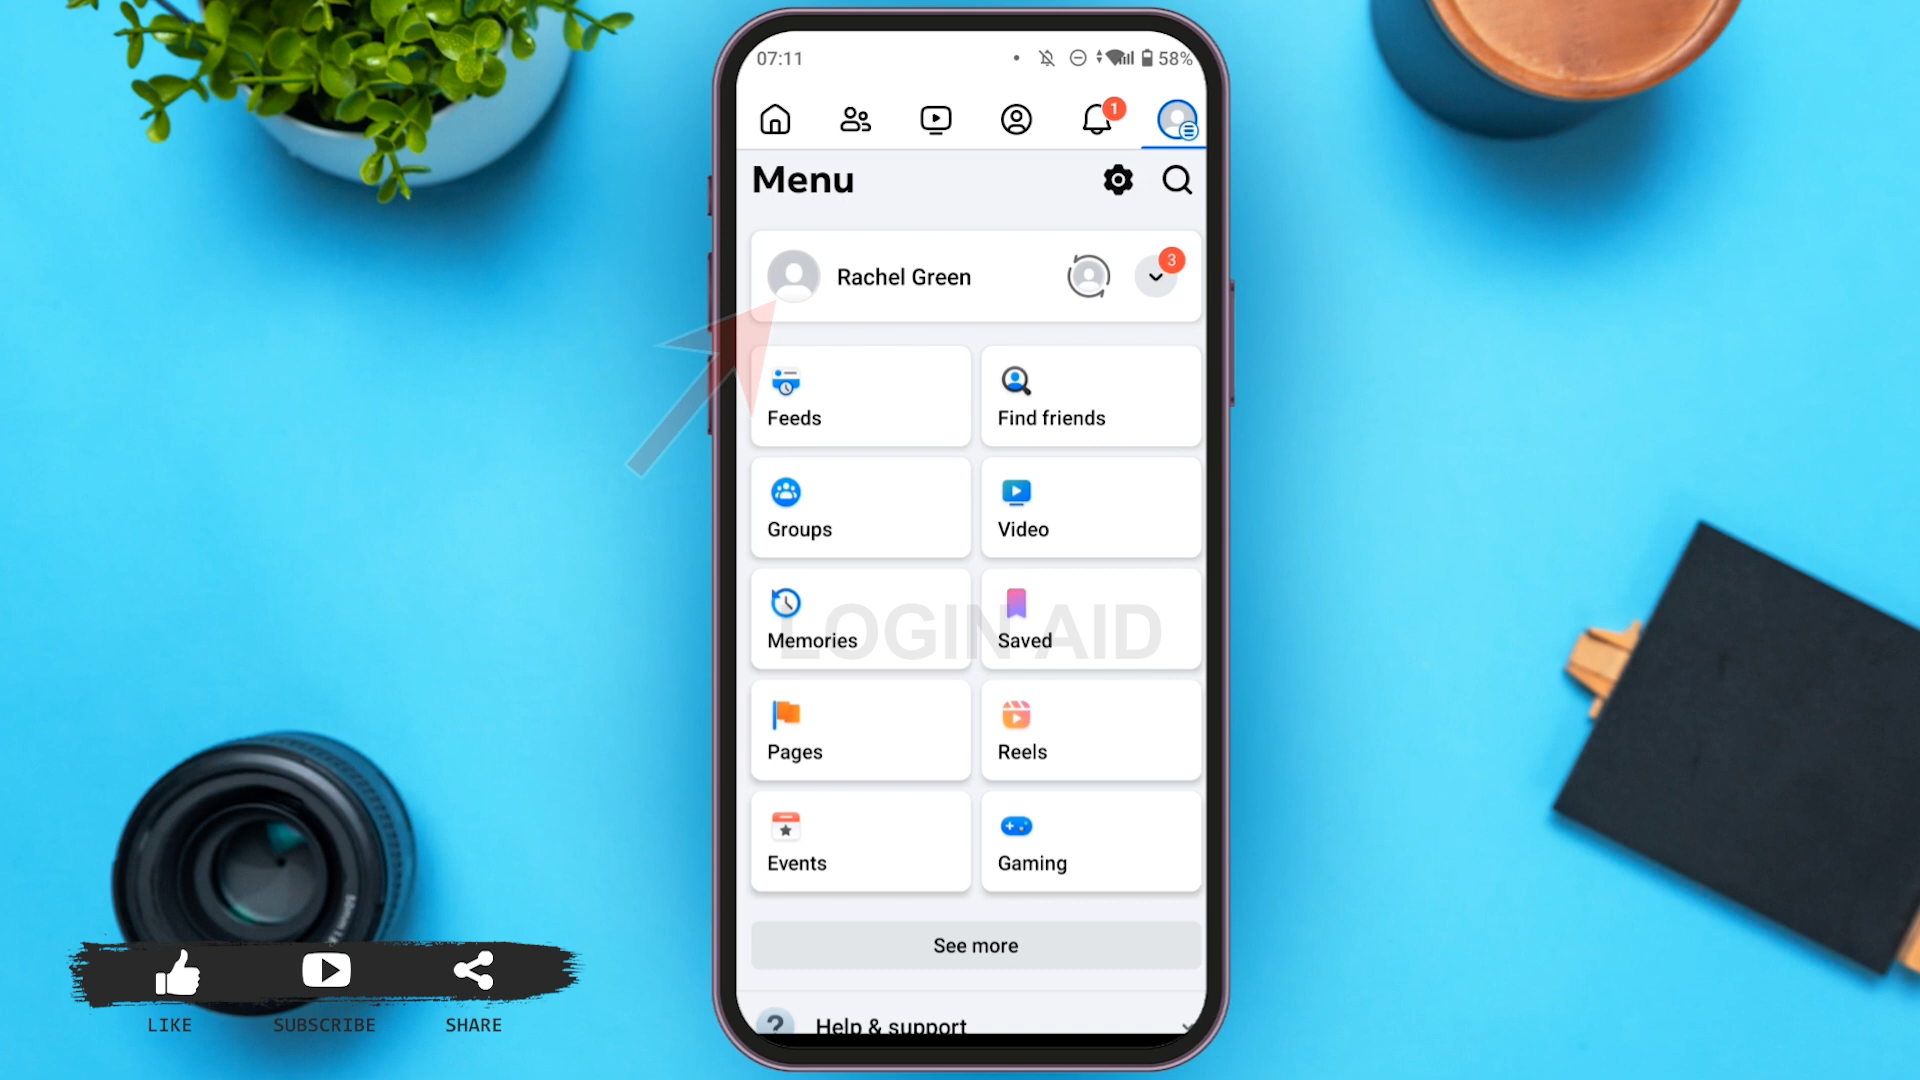 07:11
58%
1
Menu
Rachel Green
3
Feeds
Find friends
Groups
Video
Memories
Saved
LOGIN AID
Pages
Reels
Events
Gaming
See more
? Help & support
LIKE SUBSCRIBE SHARE